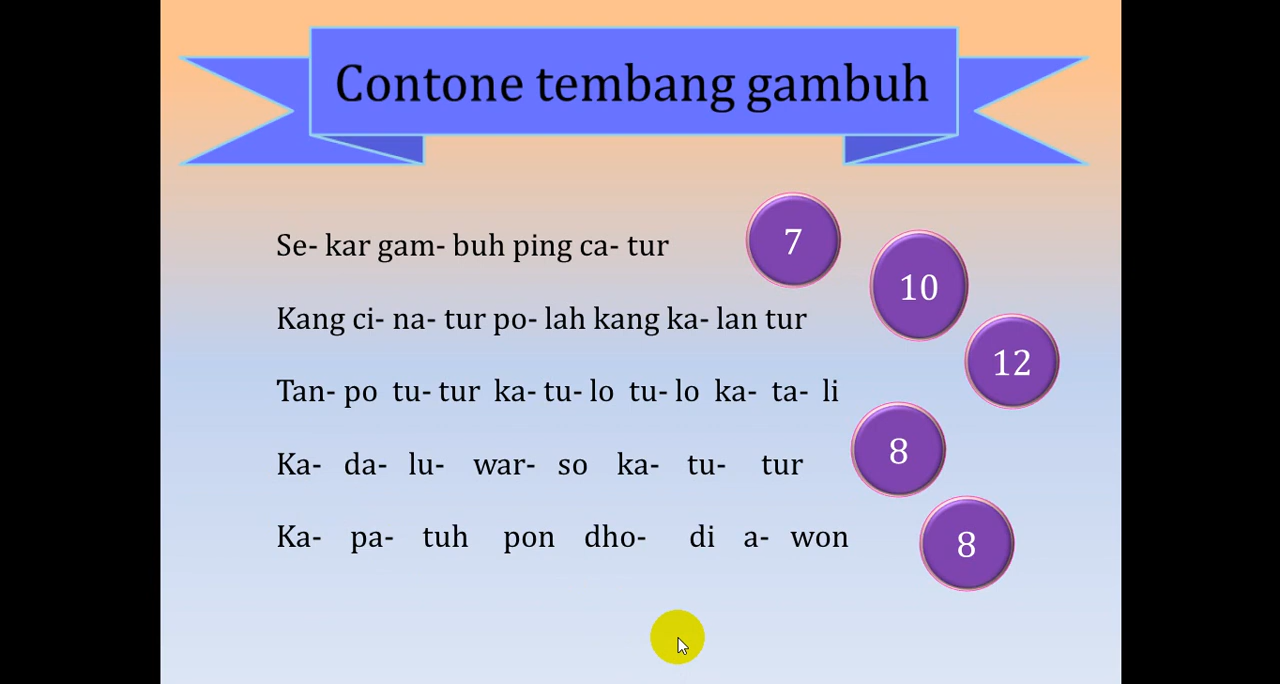 Contone tembang gambuh
Se- kar gam- buh ping ca- tur
7
Kang ci- na- tur po- lah kang ka- lan tur
10
Tan- po tu- tur ka- tu- lo tu- lo ka- ta- li
12
Ka- da- lu- war- so ka- tu- tur
8
Ka- pa- tuh pon dho- di a- won
8